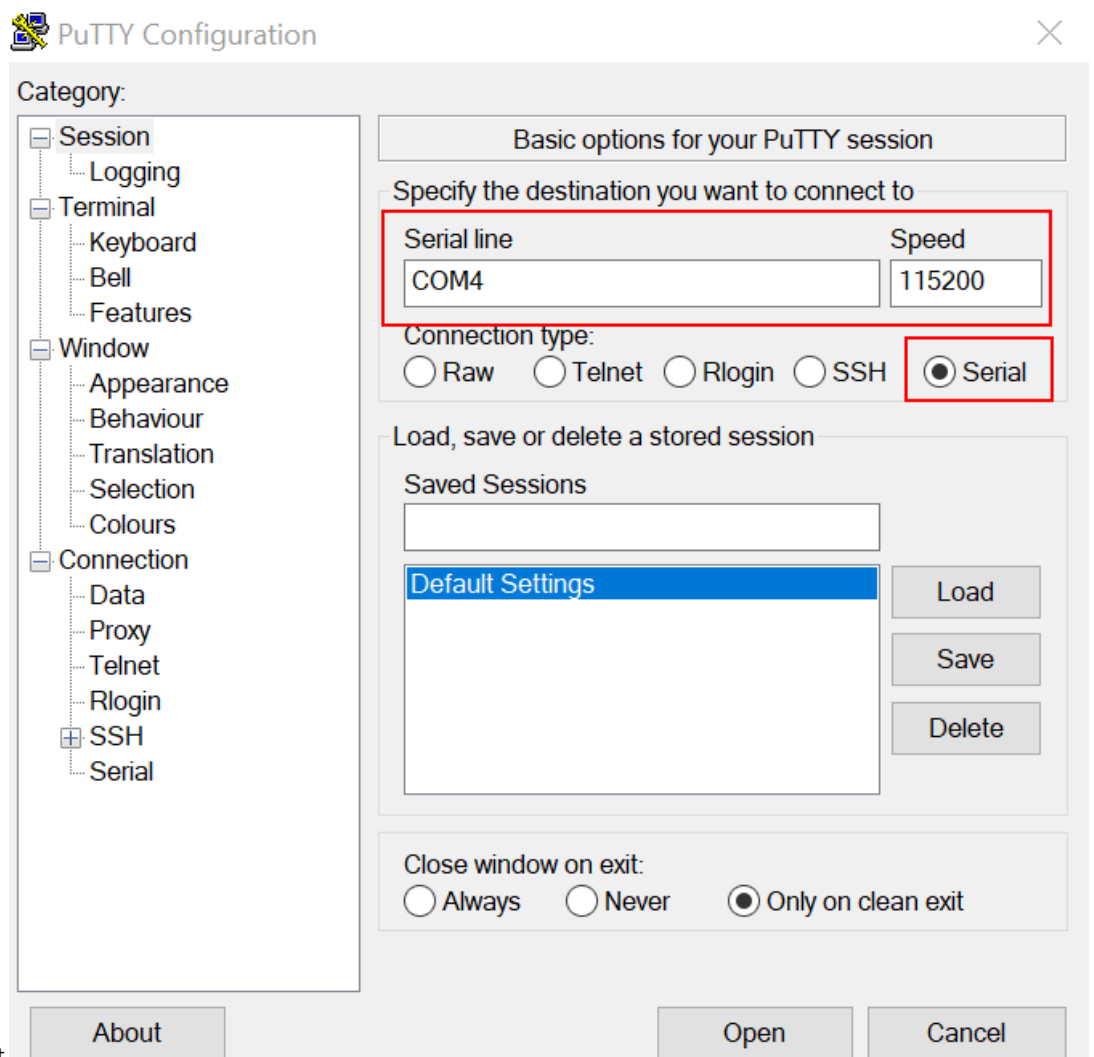 PuTTY Configuration
Category:
Session
Logging
Terminal
Keyboard
Bell
Features
Window
Appearance
Behaviour
Translation
Selection
Colours
Connection
Data
Proxy
Telnet
Rlogin
SSH
Serial
Basic options for your PuTTY session
Specify the destination you want to connect to
Serial line Speed
COM4 115200
Connection type:
Raw Telnet Rlogin SSH Serial
Load, save or delete a stored session
Saved Sessions
Default Settings
Load
Save
Delete
Close window on exit:
Always Never Only on clean exit
About Open Cancel